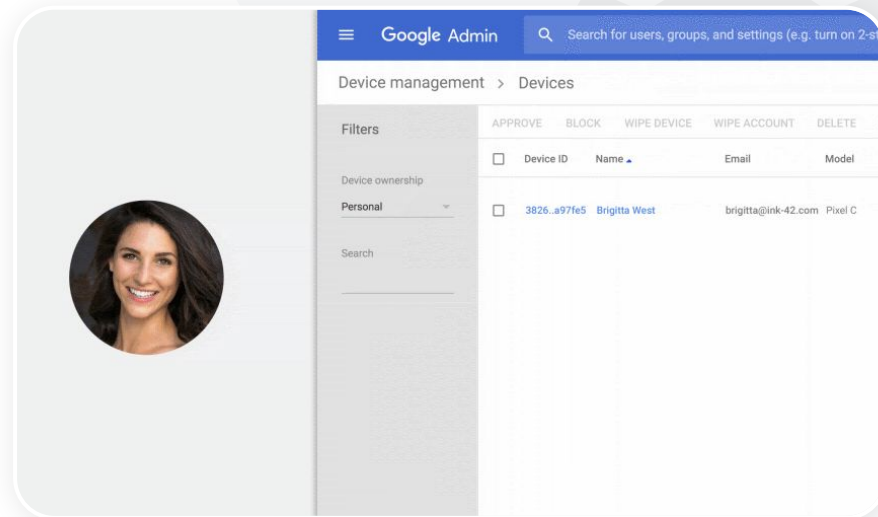 Google Admin
Search for users, groups, and settings (e.g. turn on 2-st
Device management > Devices
Filters
Device ownership
Personal
Search
APPROVE BLOCK WIPE DEVICE WIPE ACCOUNT DELETE
Device ID Name Email Model
3826..a97fe5 Brigitta West brigitta@ink-42.com Pixel C